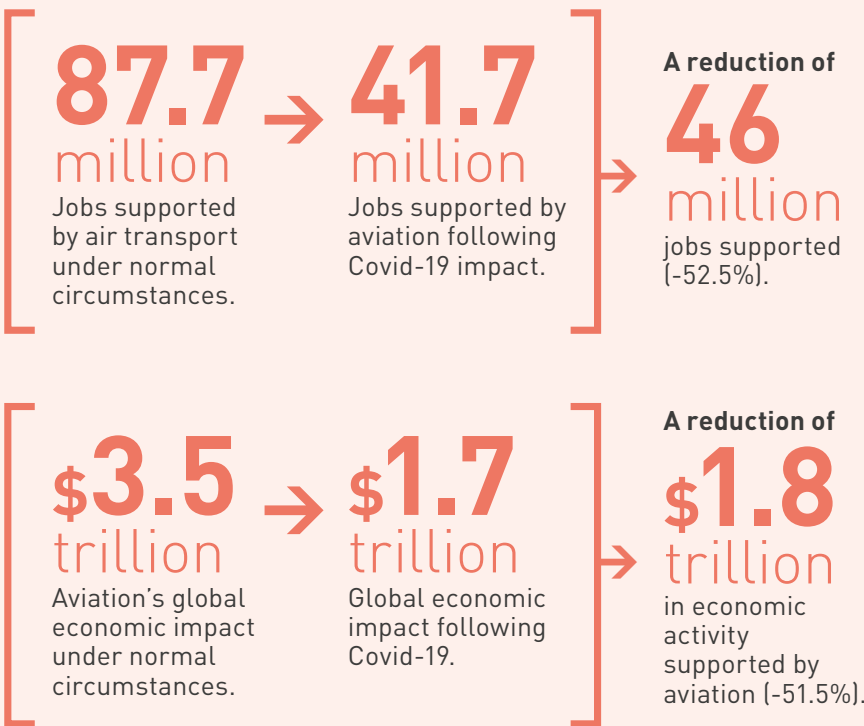 87.7
million
Jobs supported
by air transport
under normal
circumstances.
41.7
million
Jobs supported by
aviation following
Covid-19 impact.
A reduction of
46
million
jobs supported
(-52.5%).
$3.5
trillion
Aviation's global
economic impact
under normal
circumstances.
$1.7
trillion
Global economic
impact following
Covid-19.
A reduction of
$1.8
trillion
in economic
activity
supported by
aviation (-51.5%).